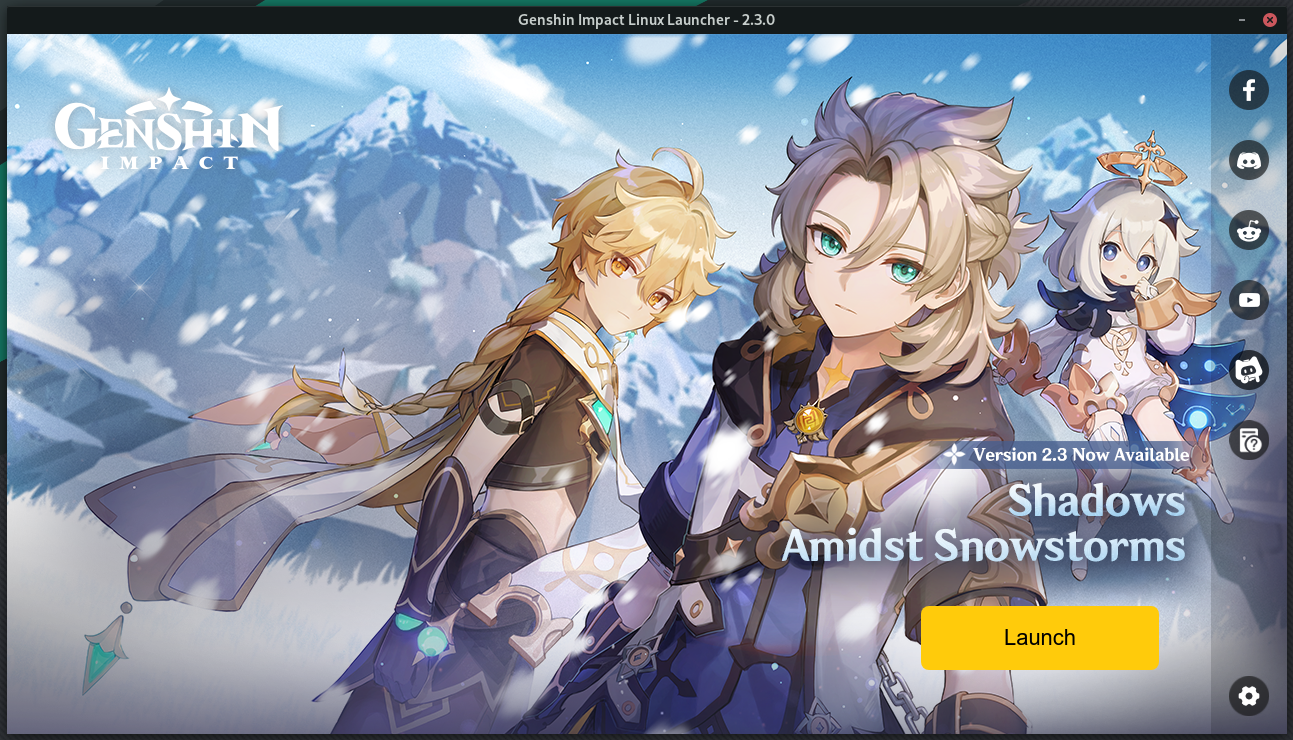 Genshin Impact Linux Launcher - 2.3.0
GENSHIN
IMPACT
Version 2.3 Now Available
Shadows
Amidst Snowstorms
Launch